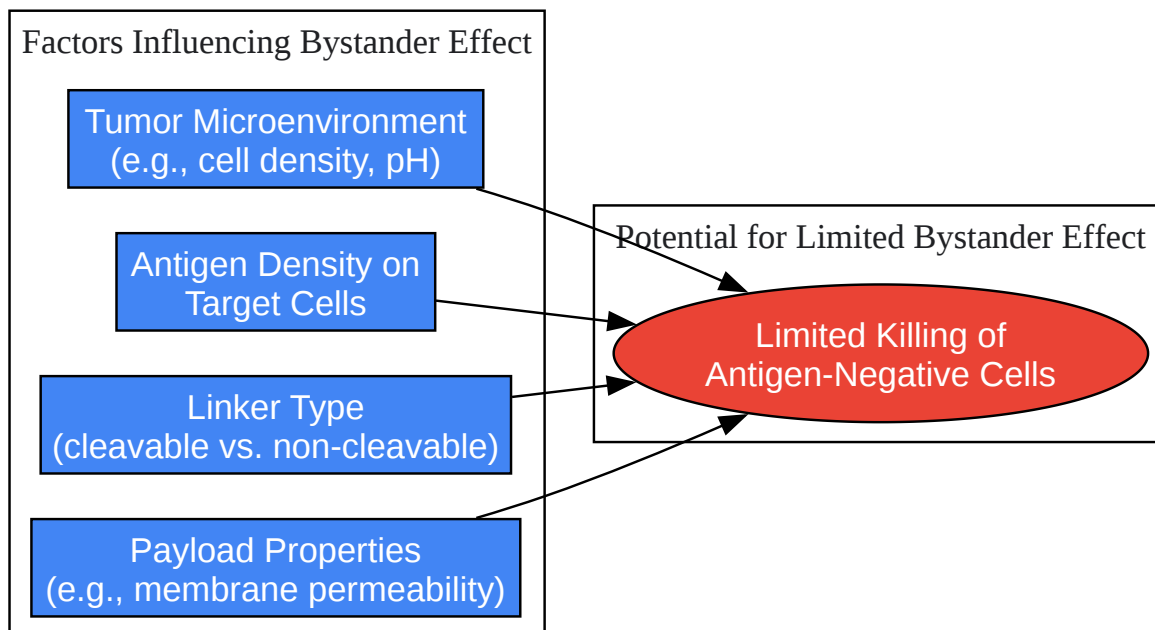 Factors Influencing Bystander Effect
Tumor Microenvironment
(e.g., cell density, pH)
Antigen Density on
Target Cells
Linker Type
(cleavable vs. non-cleavable)
Payload Properties
(e.g., membrane permeability)
Potential for Limited Bystander Effect
Limited Killing of
Antigen-Negative Cells